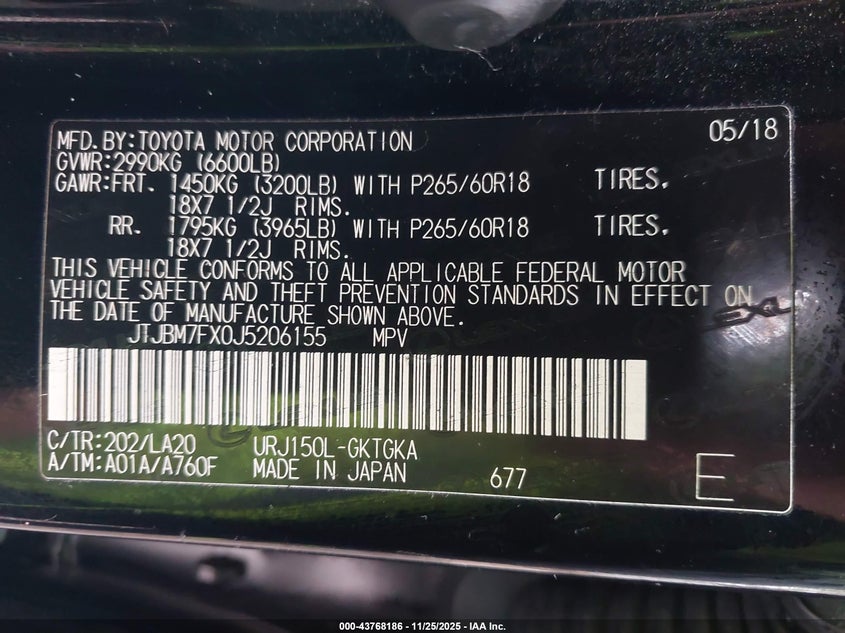 05/18
MFD.BY:TOYOTA MOTOR CORPORATION
GVWR:2990KG (6600LB)
GAWR:FRT. 1450KG (3200LB) WITH P265/60R18 TIRES.
18X7 1/2J RIMS.
RR. 1795KG (3965LB) WITH P265/60R18 TIRES.
18X7 1/2J RIMS.
THIS VEHICLE CONFORMS TO ALL APPLICABLE FEDERAL MOTOR
VEHICLE SAFETY AND THEFT PREVENTION STANDARDS IN EFFECT ON
THE DATE OF MANUFACTURE SHOWN ABOVE.
JTJBM7FX0J5206155 MPV
C/TR:202/LA20 URJ150L-GKTGKA
A/TM:A01A/A760F MADE IN JAPAN 677
E
000-43768186 - 11/25/2025 - IAA Inc.